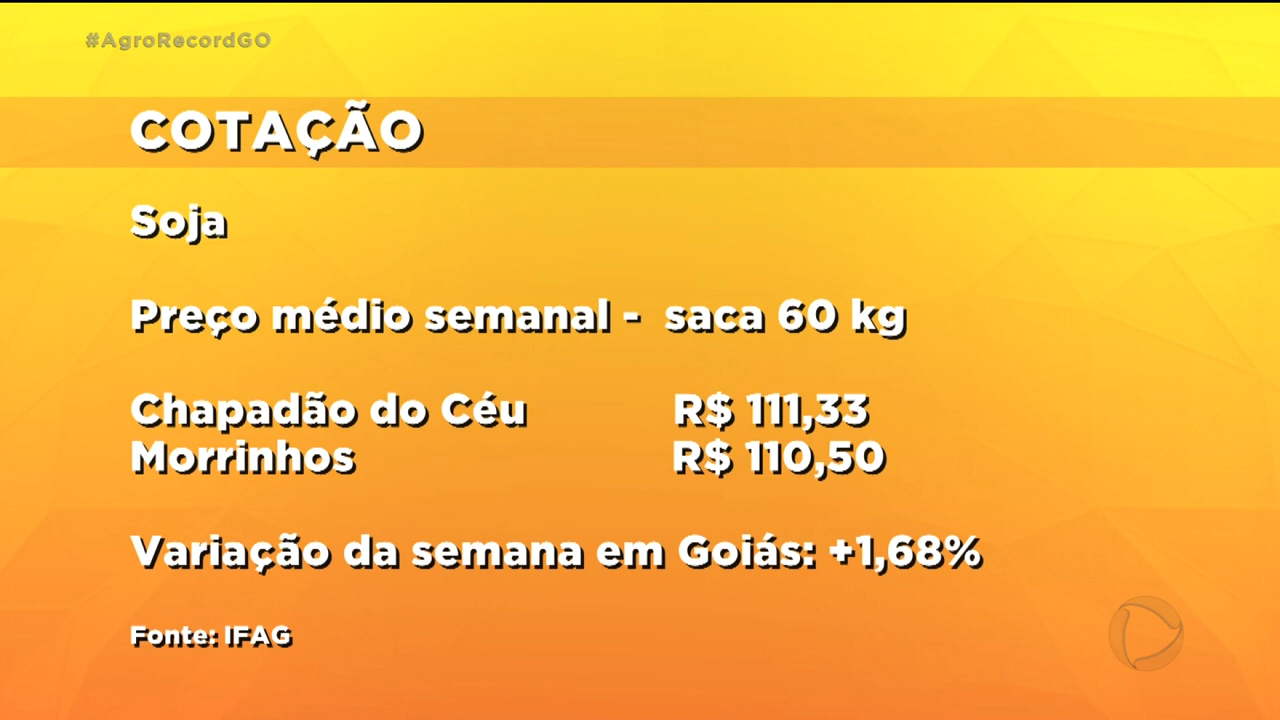 #AgroRecordGO
COTAÇÃO
Soja
Preço médio semanal - saca 60 kg
Chapadão do Céu R$ 111,33
Morrinhos R$ 110,50
Variação da semana em Goiás: +1,68%
Fonte: IFAG